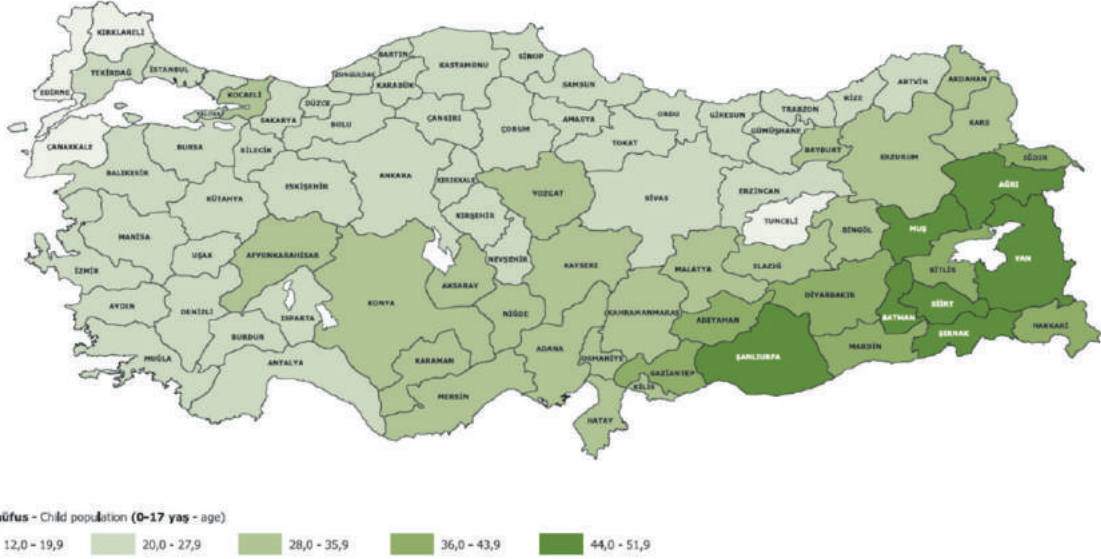 KIRKLARELİ
EDİRNE
TEKİRDAĞ
İSTANBUL
KOCAELİ
YALOVA
SAKARYA
DÜZCE
ZONGULDAK
BARTIN
KARABÜK
KASTAMONU
SİNOP
SAMSUN
ORDU
GİRESUN
TRABZON
RİZE
ARTVİN
ARDAHAN
ÇANAKKALE
BALIKESİR
BURSA
BİLECİK
BOLU
ÇANKIRI
ÇORUM
AMASYA
TOKAT
GÜMÜŞHANE
BAYBURT
ERZURUM
KARS
IĞDIR
KÜTAHYA
ESKİŞEHİR
ANKARA
KIRIKKALE
YOZGAT
SİVAS
ERZİNCAN
TUNCELİ
AĞRI
MANİSA
UŞAK
AFYONKARAHİSAR
KIRŞEHİR
NEVŞEHİR
KAYSERİ
MALATYA
ELAZIĞ
BİNGÖL
MUŞ
BİTLİS
VAN
İZMİR
AYDIN
DENİZLİ
ISPARTA
KONYA
AKSARAY
NİĞDE
KAHRAMANMARAŞ
ADIYAMAN
DİYARBAKIR
BATMAN
SİİRT
ŞIRNAK
HAKKARİ
MUĞLA
BURDUR
ANTALYA
KARAMAN
MERSİN
ADANA
OSMANİYE
GAZİANTEP
KİLİS
HATAY
ŞANLIURFA
MARDİN
üfus - Child population (0-17 yaş - age)
12,0 - 19,9 20,0 - 27,9 28,0 - 35,9 36,0 - 43,9 44,0 - 51,9